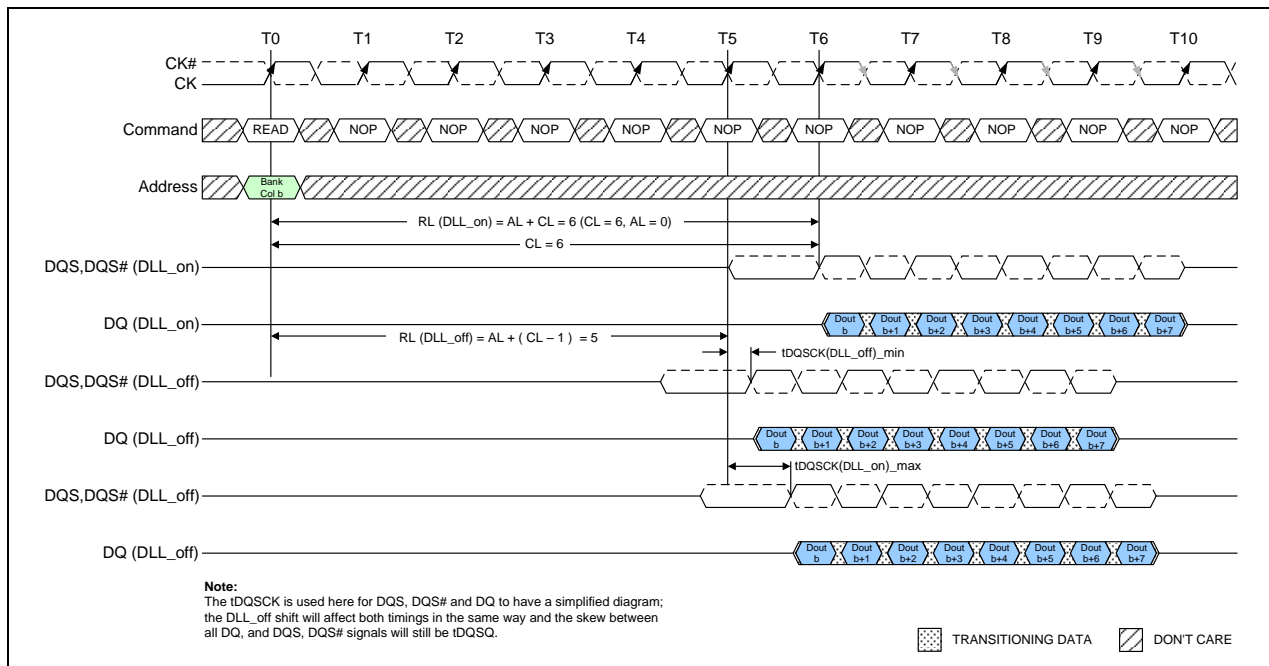 T0 T1 T2 T3 T4 T5 T6 T7 T8 T9 T10
CK#
CK
Command READ NOP NOP NOP NOP NOP NOP NOP NOP NOP NOP
Address Bank
Col b
RL (DLL_on) = AL + CL = 6 (CL = 6, AL = 0)
CL = 6
DQS,DQS# (DLL_on)
DQ (DLL_on) Dout
b Dout
b+1 Dout
b+2 Dout
b+3 Dout
b+4 Dout
b+5 Dout
b+6 Dout
b+7
RL (DLL_off) = AL + ( CL – 1 ) = 5
tDQSCK(DLL_off)_min
DQS,DQS# (DLL_off)
DQ (DLL_off) Dout
b Dout
b+1 Dout
b+2 Dout
b+3 Dout
b+4 Dout
b+5 Dout
b+6 Dout
b+7
tDQSCK(DLL_on)_max
DQS,DQS# (DLL_off)
DQ (DLL_off) Dout
b Dout
b+1 Dout
b+2 Dout
b+3 Dout
b+4 Dout
b+5 Dout
b+6 Dout
b+7
Note:
The tDQSCK is used here for DQS, DQS# and DQ to have a simplified diagram;
the DLL_off shift will affect both timings in the same way and the skew between
all DQ, and DQS, DQS# signals will still be tDQSQ.
TRANSITIONING DATA DON'T CARE